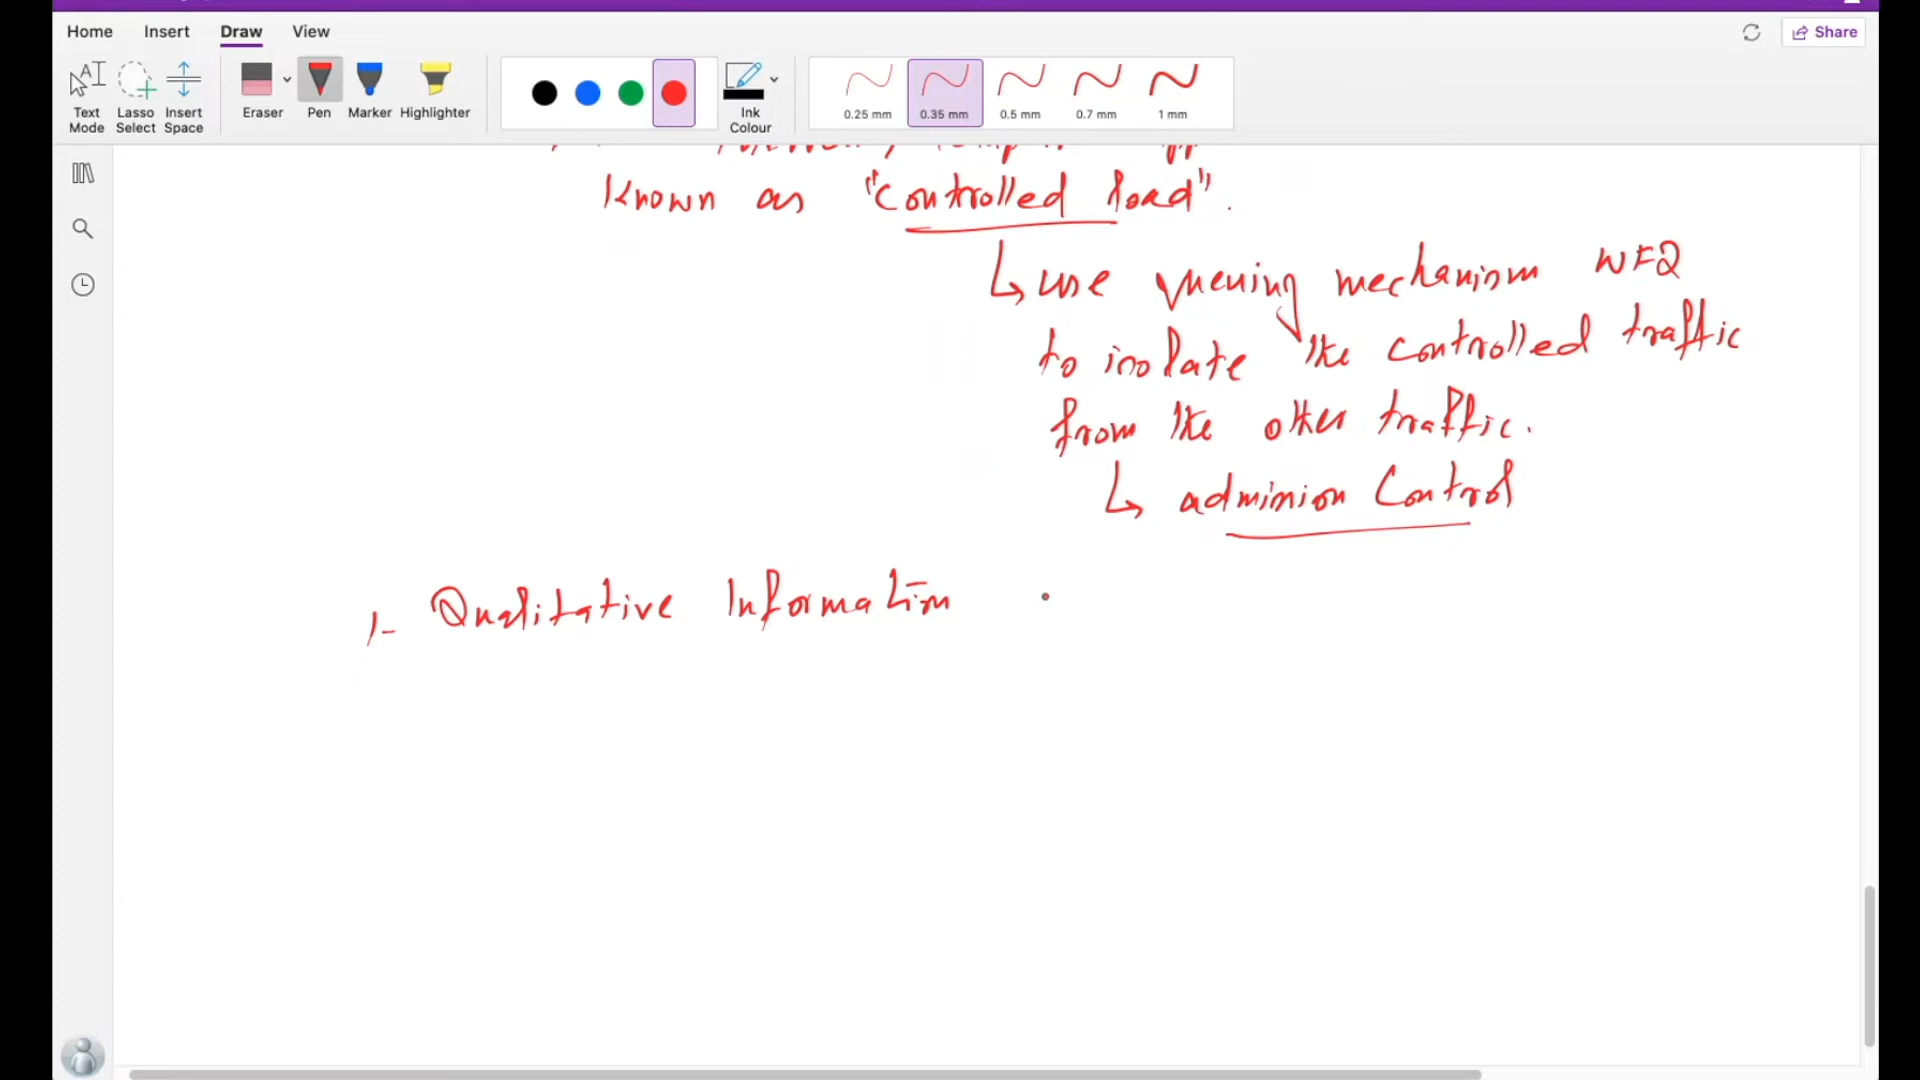 Home Insert Draw View Share
Text Mode Lasso Select Insert Space Eraser Pen Marker Highlighter Ink Colour 0.25 mm 0.35 mm 0.5 mm 0.7 mm 1 mm
known as "controlled load".
↳ use queuing mechanism WFQ
to isolate the controlled traffic
from the other traffic.
↳ admission Control
1- Qualitative Information